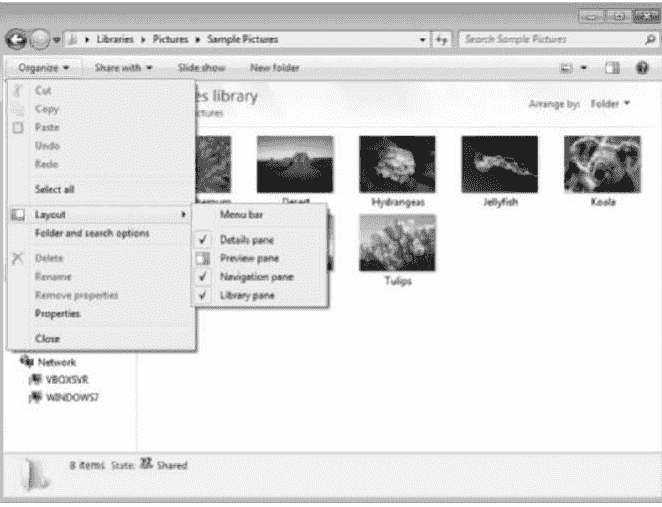 Libraries ▸ Pictures ▸ Sample Pictures
Search Sample Pictures
Organize Share with Slide show New folder
es library
ctures
Arrange by: Folder
Cut
Copy
Paste
Undo
Redo
Select all
Layout
Folder and search options
Delete
Rename
Remove properties
Properties
Close
Menu bar
Details pane
Preview pane
Navigation pane
Library pane
Desert
Hydrangeas
Jellyfish
Koala
Tulips
Network
VBOXSVR
WINDOWS7
8 items State: Shared